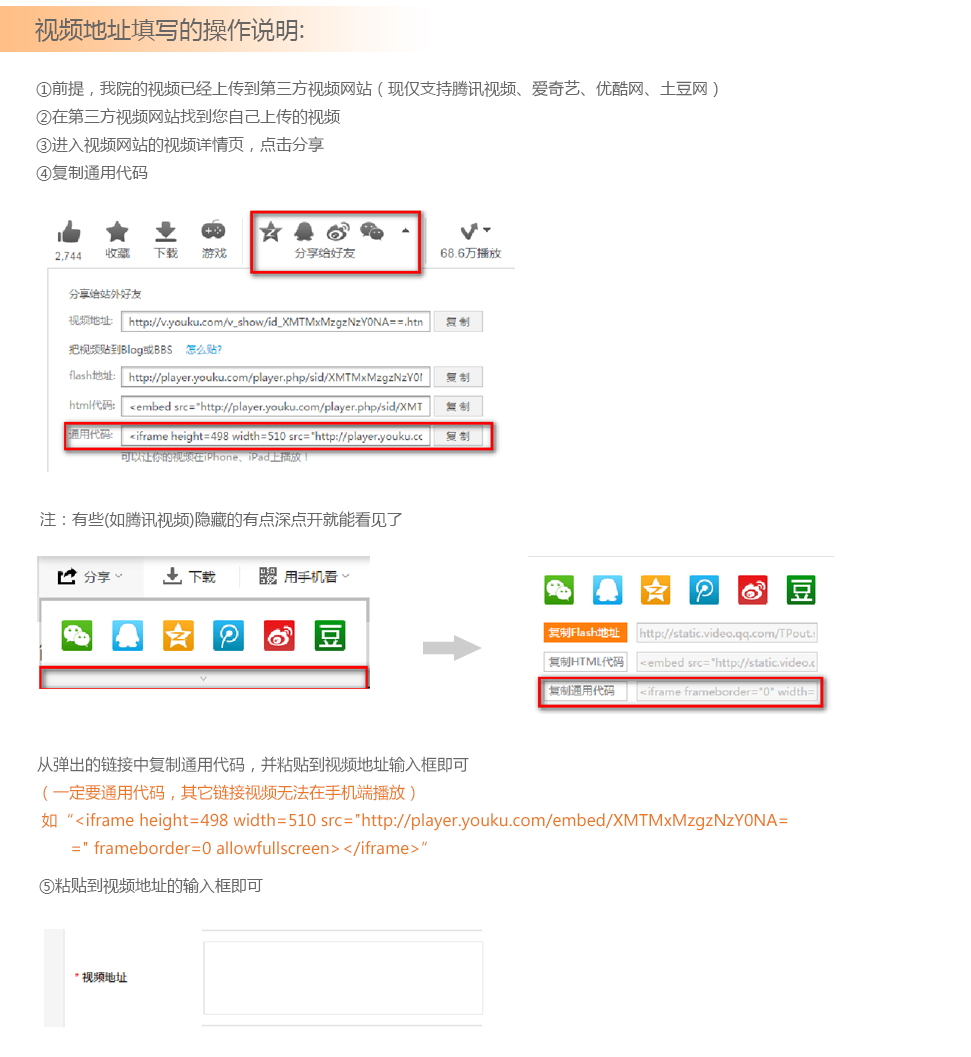 视频地址填写的操作说明:
①前提，我院的视频已经上传到第三方视频网站（现仅支持腾讯视频、爱奇艺、优酷网、土豆网）
②在第三方视频网站找到您自己上传的视频
③进入视频网站的视频详情页，点击分享
④复制通用代码
2,744 收藏 下载 游戏 分享给好友 68.6万播放
分享给站外好友
视频地址: http://v.youku.com/v_show/id_XMTMxMzgzNzY0NA==.htn 复制
把视频贴到Blog或BBS 怎么贴?
flash地址: http://player.youku.com/player.php/sid/XMTMxMzgzNzY0l 复制
html代码: <embed src="http://player.youku.com/player.php/sid/XMT 复制
通用代码: <iframe height=498 width=510 src="http://player.youku.cc 复制
可以让你的视频在iPhone、iPad上播放！
注：有些(如腾讯视频)隐藏的有点深点开就能看见了
分享 下载 用手机看
豆
豆
复制Flash地址 http://static.video.qq.com/TPout.s
复制HTML代码 <embed src="http://static.video.c
复制通用代码 <iframe frameborder="0" width=
从弹出的链接中复制通用代码，并粘贴到视频地址输入框即可
（一定要通用代码，其它链接视频无法在手机端播放）
如“<iframe height=498 width=510 src="http://player.youku.com/embed/XMTMxMzgzNzY0NA=
=" frameborder=0 allowfullscreen></iframe>”
⑤粘贴到视频地址的输入框即可
*视频地址